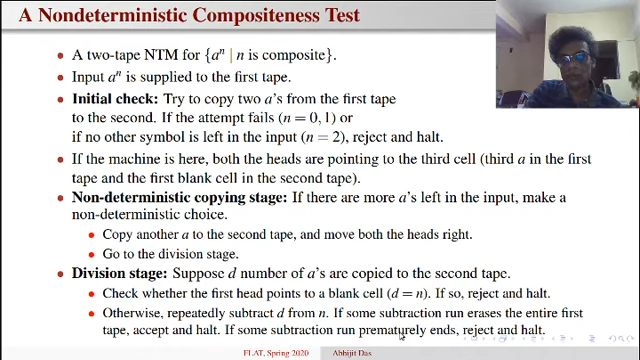 A Nondeterministic Compositeness Test
• A two-tape NTM for {aⁿ | n is composite}.
• Input aⁿ is supplied to the first tape.
• Initial check: Try to copy two a's from the first tape
to the second. If the attempt fails (n = 0, 1) or
if no other symbol is left in the input (n = 2), reject and halt.
• If the machine is here, both the heads are pointing to the third cell (third a in the first
tape and the first blank cell in the second tape).
• Non-deterministic copying stage: If there are more a's left in the input, make a
non-deterministic choice.
• Copy another a to the second tape, and move both the heads right.
• Go to the division stage.
• Division stage: Suppose d number of a's are copied to the second tape.
• Check whether the first head points to a blank cell (d = n). If so, reject and halt.
• Otherwise, repeatedly subtract d from n. If some subtraction run erases the entire first
tape, accept and halt. If some subtraction run prematurely ends, reject and halt.
FLAT, Spring 2020 Abhijit Das